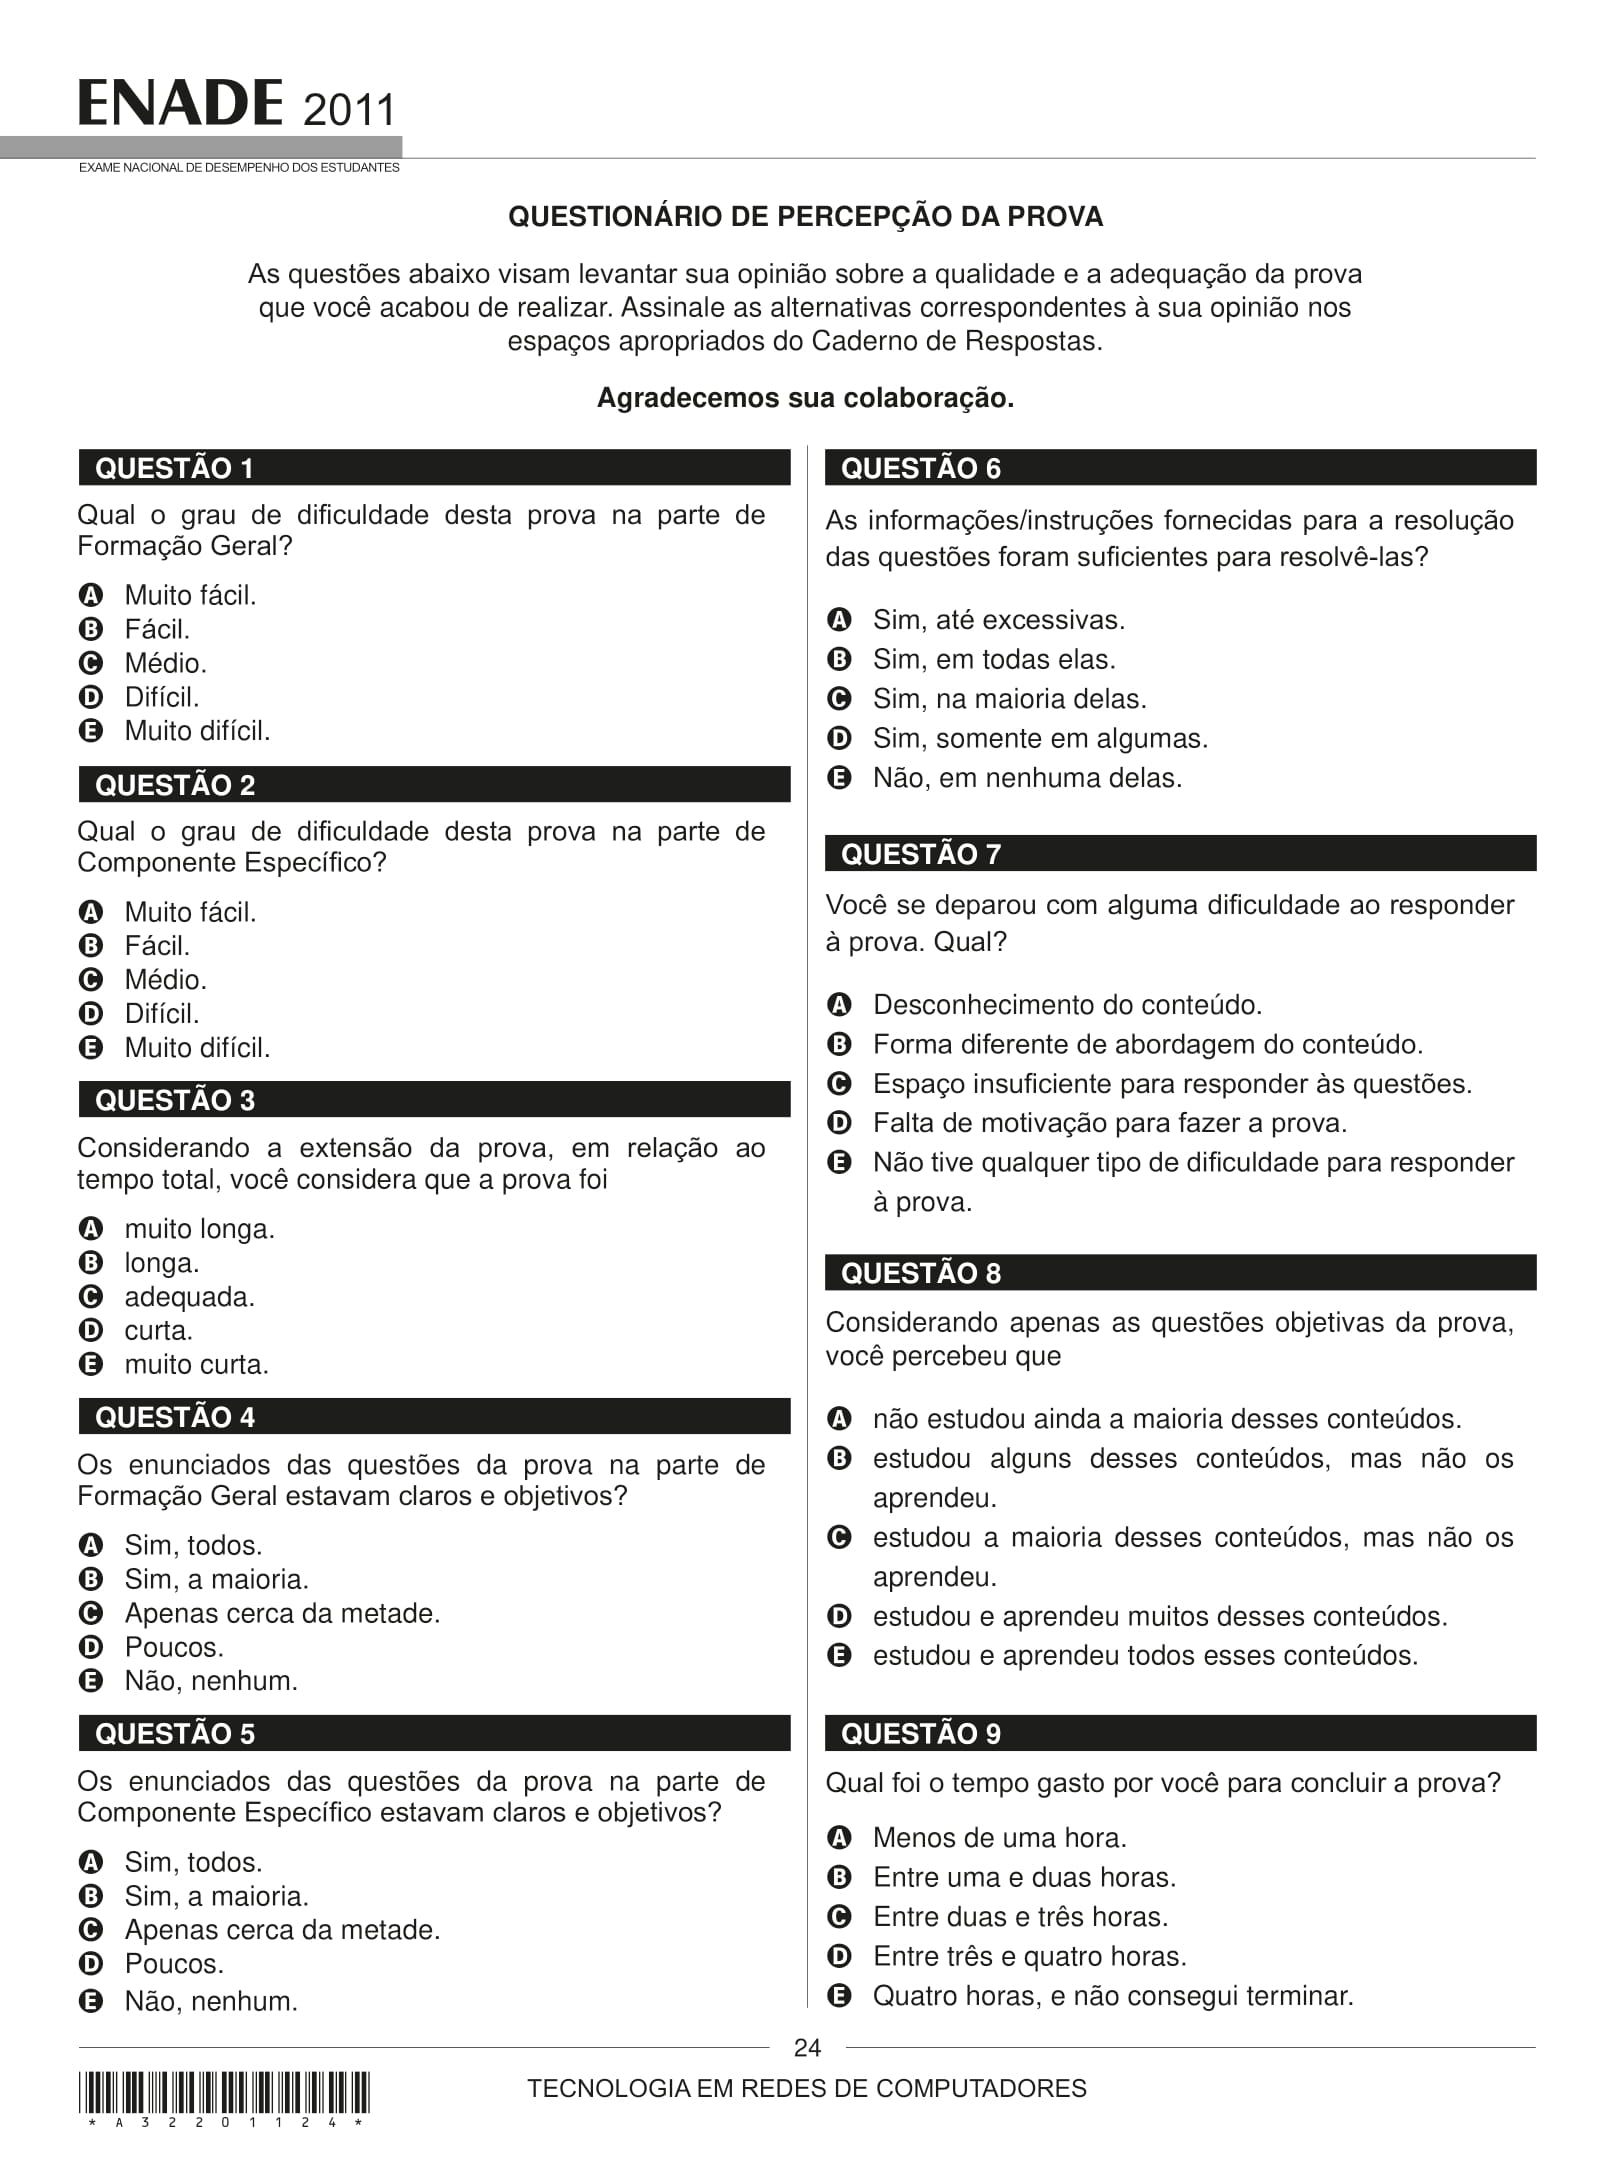 ENADE 2011
EXAME NACIONAL DE DESEMPENHO DOS ESTUDANTES
QUESTIONÁRIO DE PERCEPÇÃO DA PROVA
As questões abaixo visam levantar sua opinião sobre a qualidade e a adequação da prova
que você acabou de realizar. Assinale as alternativas correspondentes à sua opinião nos
espaços apropriados do Caderno de Respostas.
Agradecemos sua colaboração.
QUESTÃO 1
Qual o grau de dificuldade desta prova na parte de
Formação Geral?
A Muito fácil.
B Fácil.
C Médio.
D Difícil.
E Muito difícil.
QUESTÃO 2
Qual o grau de dificuldade desta prova na parte de
Componente Específico?
A Muito fácil.
B Fácil.
C Médio.
D Difícil.
E Muito difícil.
QUESTÃO 3
Considerando a extensão da prova, em relação ao
tempo total, você considera que a prova foi
A muito longa.
B longa.
C adequada.
D curta.
E muito curta.
QUESTÃO 4
Os enunciados das questões da prova na parte de
Formação Geral estavam claros e objetivos?
A Sim, todos.
B Sim, a maioria.
C Apenas cerca da metade.
D Poucos.
E Não, nenhum.
QUESTÃO 5
Os enunciados das questões da prova na parte de
Componente Específico estavam claros e objetivos?
A Sim, todos.
B Sim, a maioria.
C Apenas cerca da metade.
D Poucos.
E Não, nenhum.
QUESTÃO 6
As informações/instruções fornecidas para a resolução
das questões foram suficientes para resolvê-las?
A Sim, até excessivas.
B Sim, em todas elas.
C Sim, na maioria delas.
D Sim, somente em algumas.
E Não, em nenhuma delas.
QUESTÃO 7
Você se deparou com alguma dificuldade ao responder
à prova. Qual?
A Desconhecimento do conteúdo.
B Forma diferente de abordagem do conteúdo.
C Espaço insuficiente para responder às questões.
D Falta de motivação para fazer a prova.
E Não tive qualquer tipo de dificuldade para responder
à prova.
QUESTÃO 8
Considerando apenas as questões objetivas da prova,
você percebeu que
A não estudou ainda a maioria desses conteúdos.
B estudou alguns desses conteúdos, mas não os
aprendeu.
C estudou a maioria desses conteúdos, mas não os
aprendeu.
D estudou e aprendeu muitos desses conteúdos.
E estudou e aprendeu todos esses conteúdos.
QUESTÃO 9
Qual foi o tempo gasto por você para concluir a prova?
A Menos de uma hora.
B Entre uma e duas horas.
C Entre duas e três horas.
D Entre três e quatro horas.
E Quatro horas, e não consegui terminar.
24
TECNOLOGIA EM REDES DE COMPUTADORES
* A 3 2 2 0 1 1 2 4 *